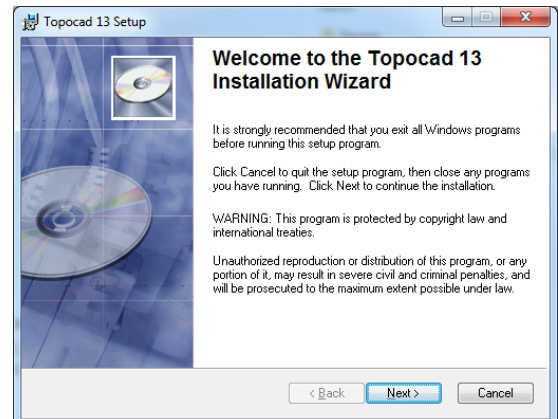 Topocad 13 Setup
Welcome to the Topocad 13
Installation Wizard
It is strongly recommended that you exit all Windows programs
before running this setup program.
Click Cancel to quit the setup program, then close any programs
you have running. Click Next to continue the installation.
WARNING: This program is protected by copyright law and
international treaties.
Unauthorized reproduction or distribution of this program, or any
portion of it, may result in severe civil and criminal penalties, and
will be prosecuted to the maximum extent possible under law.
< Back Next > Cancel